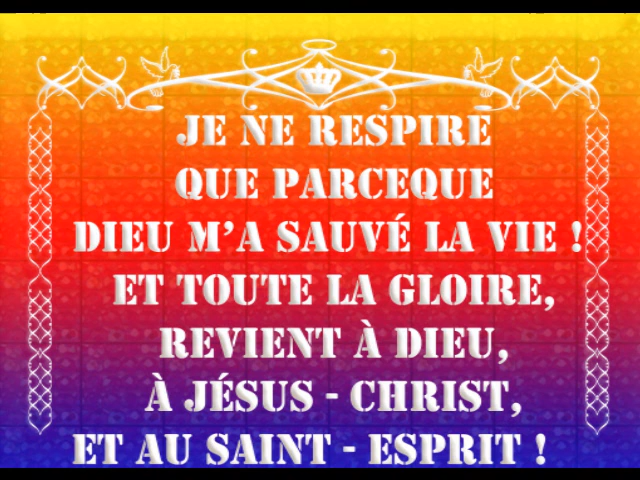 JE NE RESPIRE
QUE PARCEQUE
DIEU M'A SAUVÉ LA VIE !
ET TOUTE LA GLOIRE,
REVIENT À DIEU,
À JÉSUS - CHRIST,
ET AU SAINT - ESPRIT !